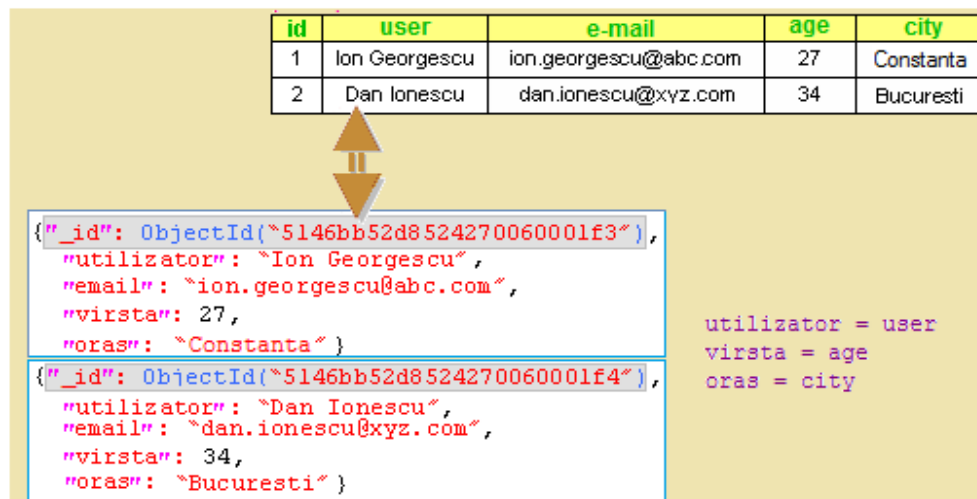 id user e-mail age city
1 Ion Georgescu ion.georgescu@abc.com 27 Constanta
2 Dan Ionescu dan.ionescu@xyz.com 34 Bucuresti
{"_id": ObjectId("5146bb52d8524270060001f3"),
"utilizator": "Ion Georgescu",
"email": "ion.georgescu@abc.com",
"virsta": 27,
"oras": "Constanta"}
{"_id": ObjectId("5146bb52d8524270060001f4"),
"utilizator": "Dan Ionescu",
"email": "dan.ionescu@xyz.com",
"virsta": 34,
"oras": "Bucuresti"}
utilizator = user
virsta = age
oras = city